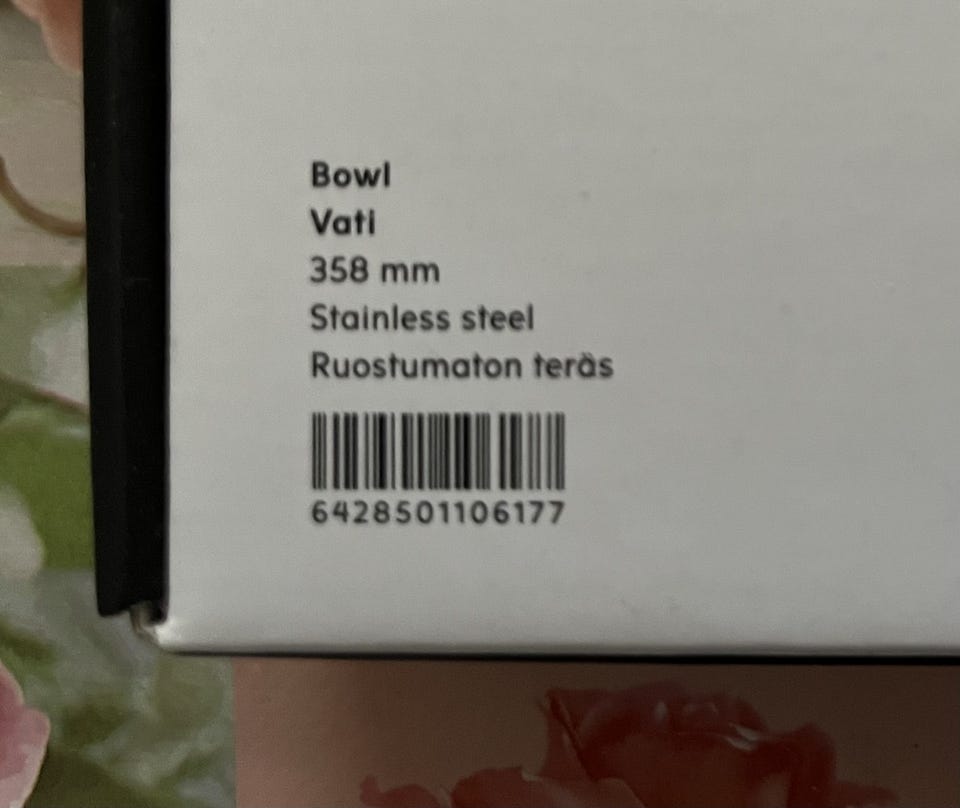 Bowl
Vati
358 mm
Stainless steel
Ruostumaton teräs
6428501106177